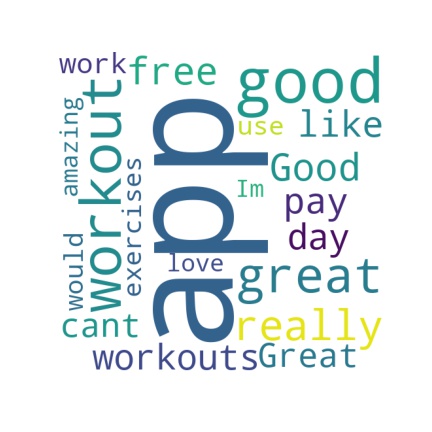 work free good
amazing workout use like
exercises app Im Good
pay
would love day
great
cant really
workouts Great